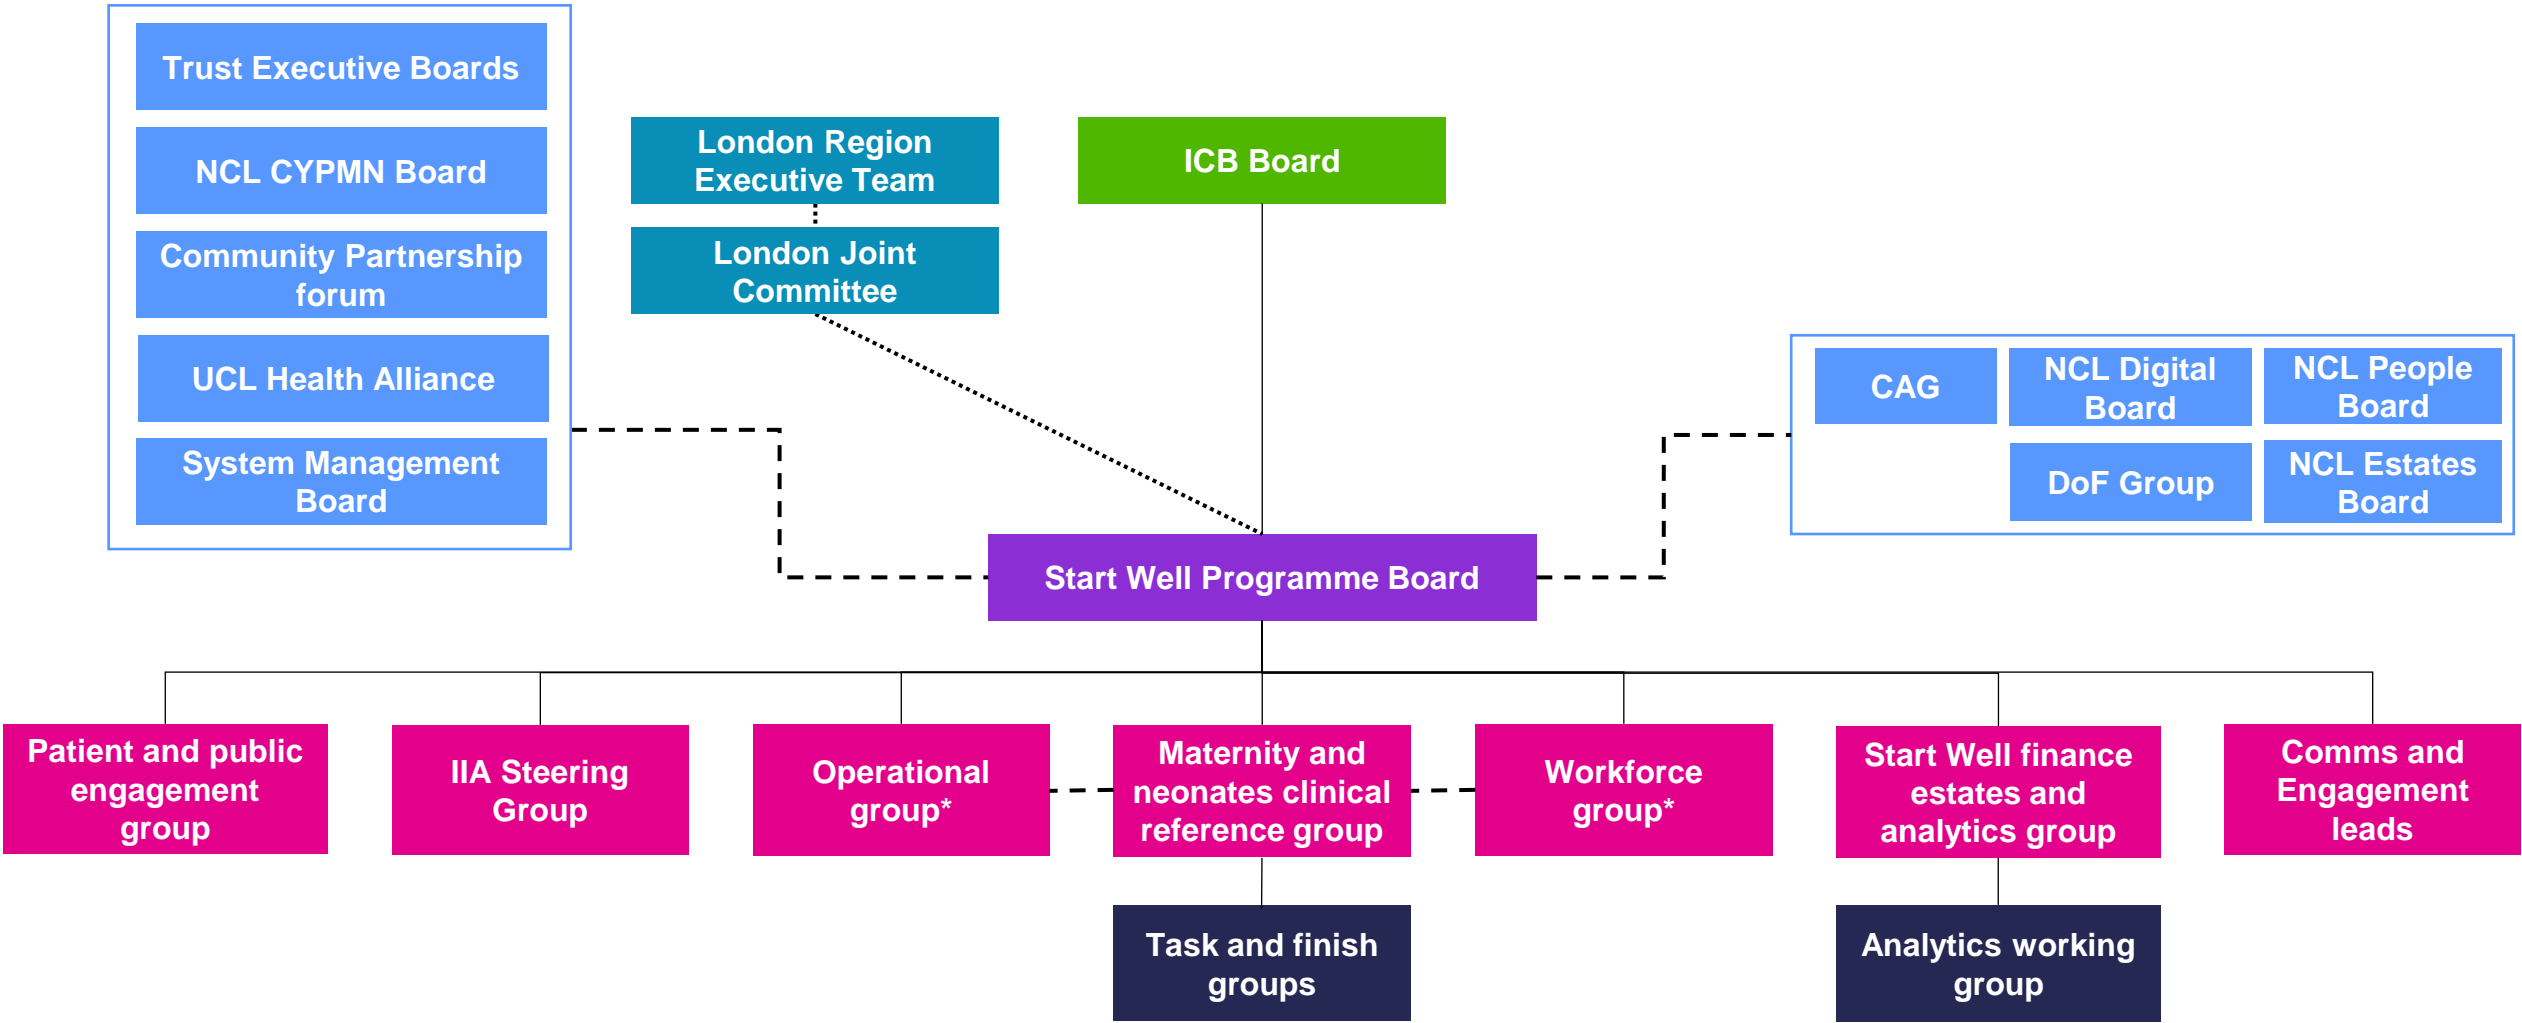 Trust Executive Boards
NCL CYPMN Board
Community Partnership
forum
UCL Health Alliance
System Management
Board
London Region
Executive Team
London Joint
Committee
ICB Board
CAG
NCL Digital
Board
NCL People
Board
DoF Group
NCL Estates
Board
Start Well Programme Board
Patient and public
engagement
group
IIA Steering
Group
Operational
group*
Maternity and
neonates clinical
reference group
Workforce
group*
Start Well finance
estates and
analytics group
Comms and
Engagement
leads
Task and finish
groups
Analytics working
group